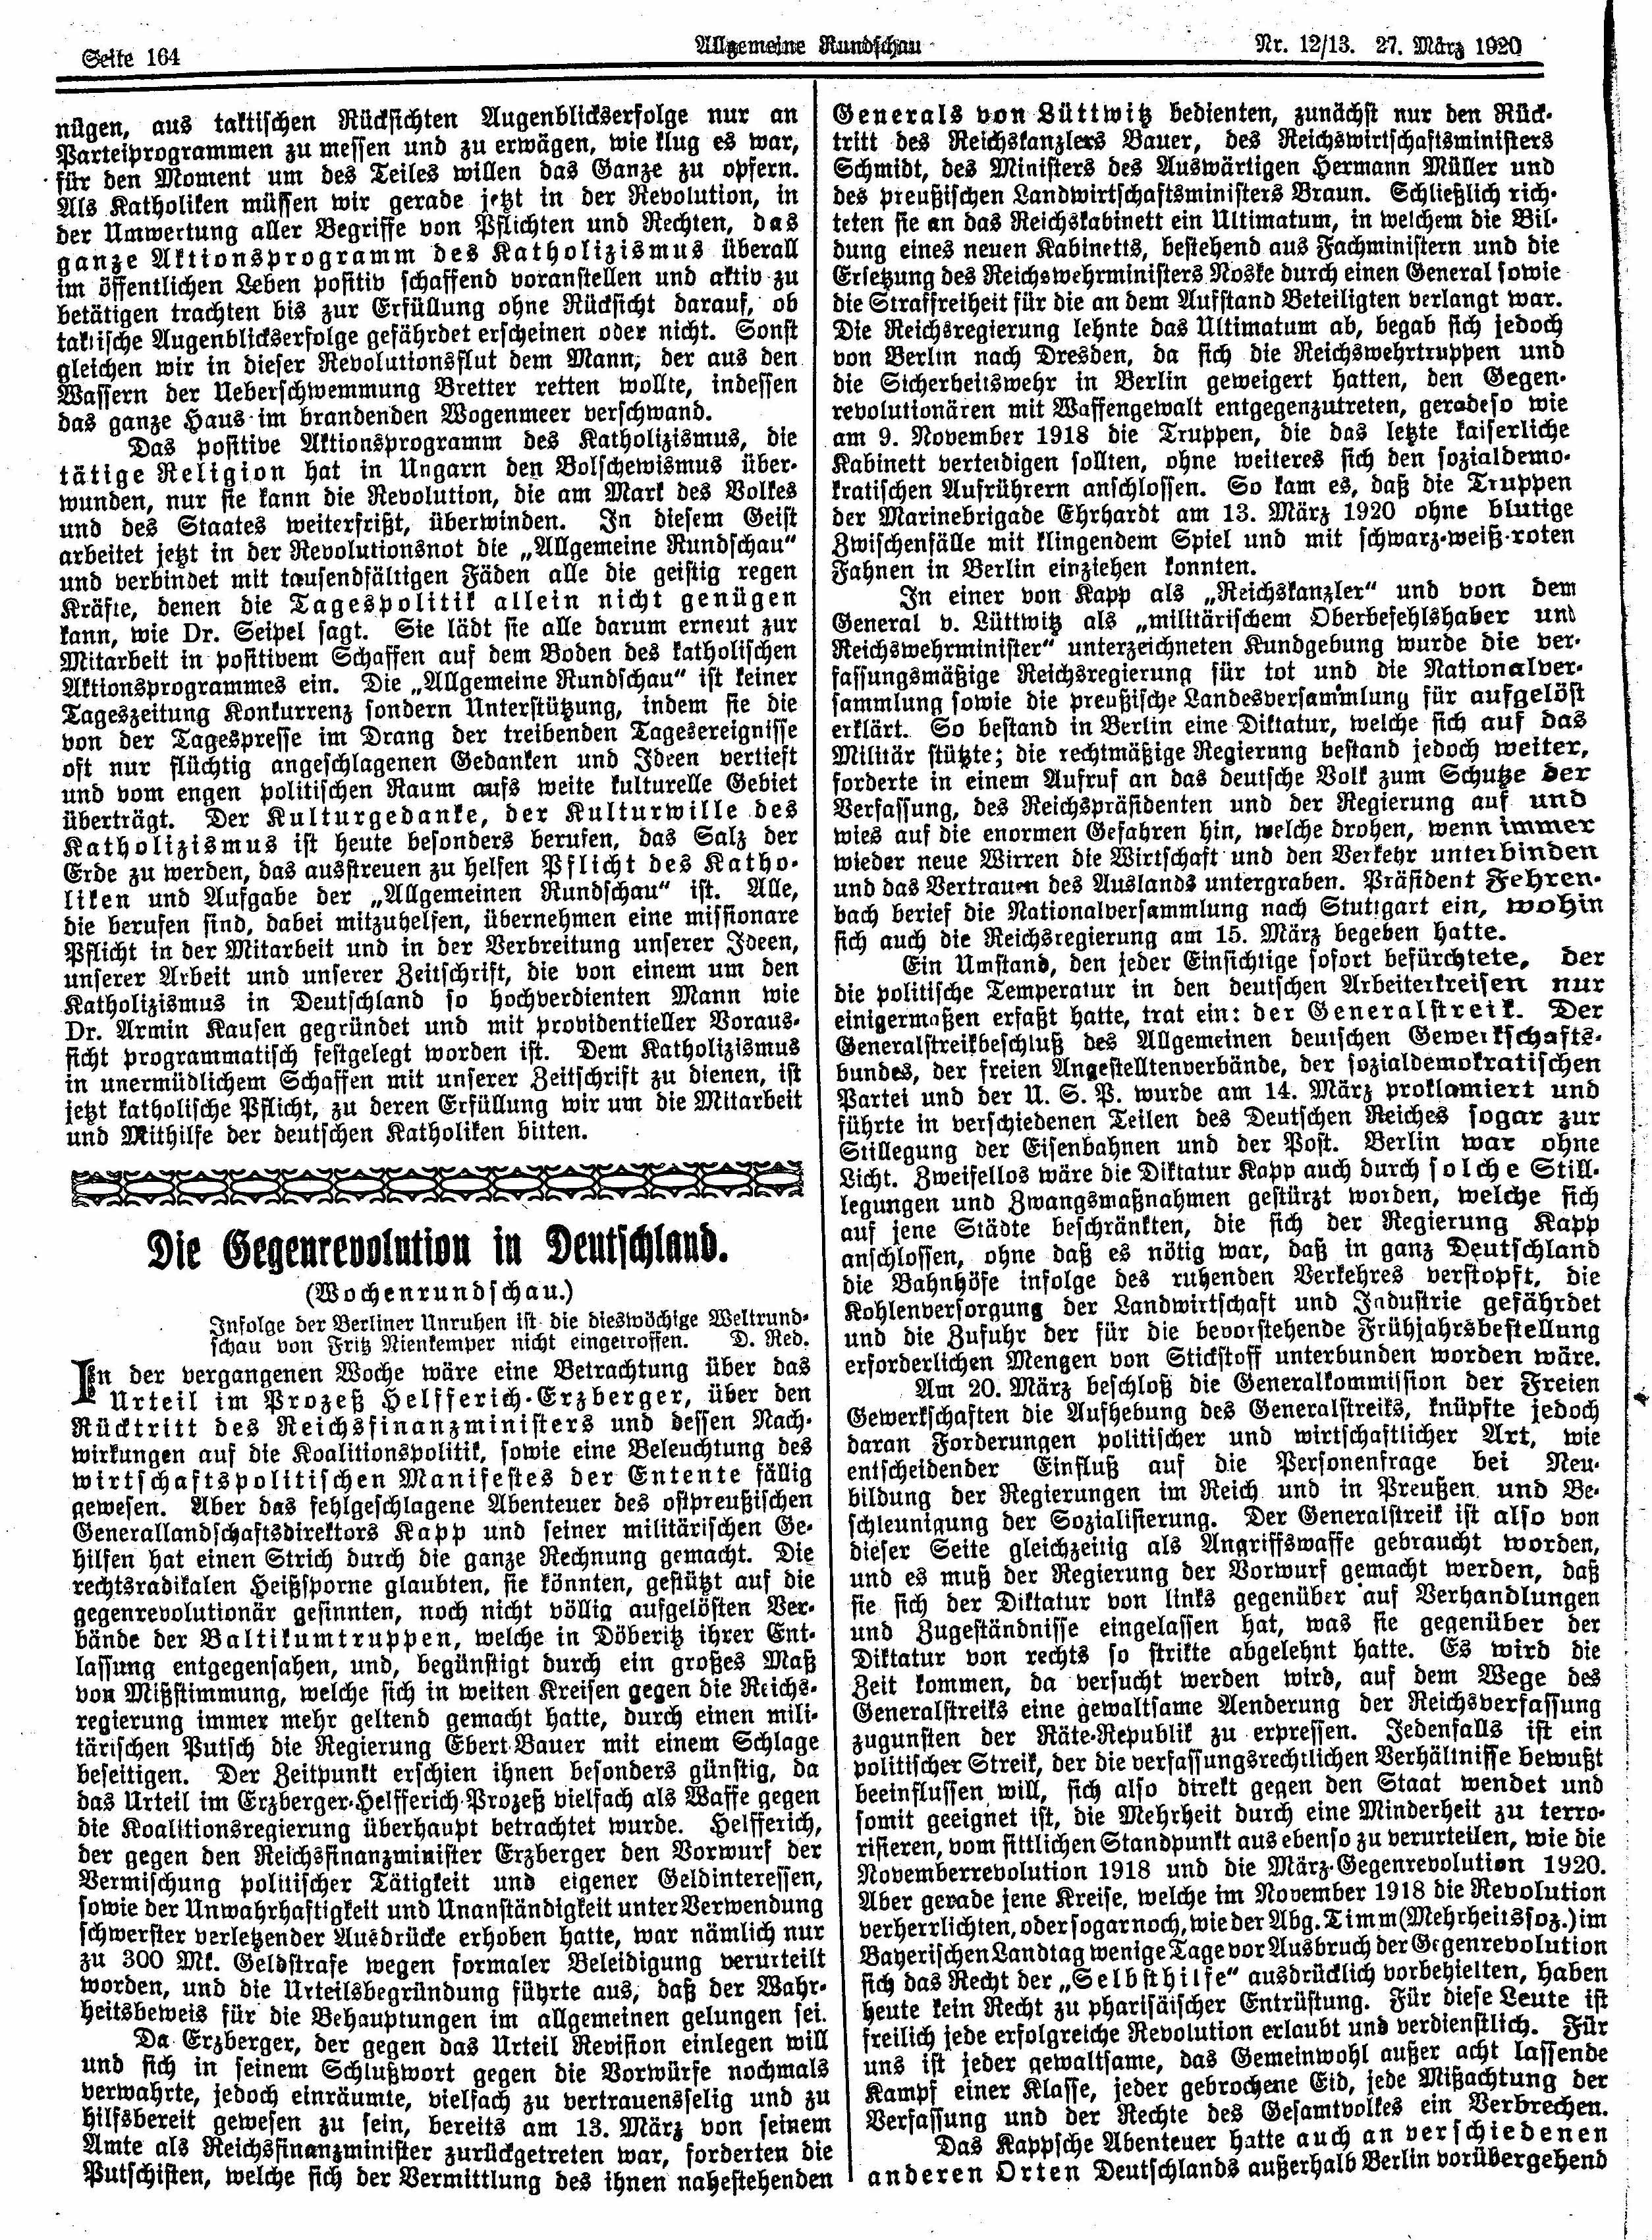 Seite 164
Allgemeine Rundschau
Nr. 12/13. 27. März 1920
nügen, aus taktischen Rücksichten Augenblickserfolge nur an
Parteiprogrammen zu messen und zu erwägen, wie klug es war,
für den Moment um des Teiles willen das Ganze zu opfern.
Als Katholiken müssen wir gerade jetzt in der Revolution, in
der Umwertung aller Begriffe von Pflichten und Rechten, das
ganze Aktionsprogramm des Katholizismus überall
im öffentlichen Leben positiv schaffend voranstellen und aktiv zu
betätigen trachten bis zur Erfüllung ohne Rücksicht darauf, ob
taktische Augenblickserfolge gefährdet erscheinen oder nicht. Sonst
gleichen wir in dieser Revolutionsflut dem Mann, der aus den
Wassern der Ueberschwemmung Bretter retten wollte, indessen
das ganze Haus im brandenden Wogenmeer verschwand.
Das positive Aktionsprogramm des Katholizismus, die
tätige Religion hat in Ungarn den Bolschewismus über-
wunden, nur sie kann die Revolution, die am Mark des Volkes
und des Staates weiterfrißt, überwinden. In diesem Geist
arbeitet jetzt in der Revolutionsnot die „Allgemeine Rundschau“
und verbindet mit tausendfältigen Fäden alle die geistig regen
Kräfte, denen die Tagespolitik allein nicht genügen
kann, wie Dr. Seipel sagt. Sie lädt sie alle darum erneut zur
Mitarbeit in positivem Schaffen auf dem Boden des katholischen
Aktionsprogrammes ein. Die „Allgemeine Rundschau“ ist keiner
Tageszeitung Konkurrenz sondern Unterstützung, indem sie die
von der Tagespresse im Drang der treibenden Tagesereignisse
oft nur flüchtig angeschlagenen Gedanken und Ideen vertieft
und vom engen politischen Raum aufs weite kulturelle Gebiet
überträgt. Der Kulturgedanke, der Kulturwille des
Katholizismus ist heute besonders berufen, das Salz der
Erde zu werden, das ausstreuen zu helfen Pflicht des Katho-
liken und Aufgabe der „Allgemeinen Rundschau“ ist. Alle,
die berufen sind, dabei mitzuhelfen, übernehmen eine missionare
Pflicht in der Mitarbeit und in der Verbreitung unserer Ideen,
unserer Arbeit und unserer Zeitschrift, die von einem um den
Katholizismus in Deutschland so hochverdienten Mann wie
Dr. Armin Kausen gegründet und mit providentieller Voraus-
sicht programmatisch festgelegt worden ist. Dem Katholizismus
in unermüdlichem Schaffen mit unserer Zeitschrift zu dienen, ist
jetzt katholische Pflicht, zu deren Erfüllung wir um die Mitarbeit
und Mithilfe der deutschen Katholiken bitten.
Die Gegenrevolution in Deutschland.
(Wochenrundschau.)
Infolge der Berliner Unruhen ist die dieswöchige Weltrund-
schau von Fritz Nienkemper nicht eingetroffen. D. Red.
In der vergangenen Woche wäre eine Betrachtung über das
Urteil im Prozeß Helfferich-Erzberger, über den
Rücktritt des Reichsfinanzministers und dessen Nach-
wirkungen auf die Koalitionspolitik, sowie eine Beleuchtung des
wirtschaftspolitischen Manifestes der Entente fällig
gewesen. Aber das fehlgeschlagene Abenteuer des ostpreußischen
Generallandschaftsdirektors Kapp und seiner militärischen Ge-
hilfen hat einen Strich durch die ganze Rechnung gemacht. Die
rechtsradikalen Heißsporne glaubten, sie könnten, gestützt auf die
gegenrevolutionär gesinnten, noch nicht völlig aufgelösten Ver-
bände der Baltikumtruppen, welche in Döberitz ihrer Ent-
lassung entgegensahen, und, begünstigt durch ein großes Maß
von Mißstimmung, welche sich in weiten Kreisen gegen die Reichs-
regierung immer mehr geltend gemacht hatte, durch einen mili-
tärischen Putsch die Regierung Ebert-Bauer mit einem Schlage
beseitigen. Der Zeitpunkt erschien ihnen besonders günstig, da
das Urteil im Erzberger-Helfferich-Prozeß vielfach als Waffe gegen
die Koalitionsregierung überhaupt betrachtet wurde. Helfferich,
der gegen den Reichsfinanzminister Erzberger den Vorwurf der
Vermischung politischer Tätigkeit und eigener Geldinteressen,
sowie der Unwahrhaftigkeit und Unanständigkeit unter Verwendung
schwerster verletzender Ausdrücke erhoben hatte, war nämlich nur
zu 300 Mk. Geldstrafe wegen formaler Beleidigung verurteilt
worden, und die Urteilsbegründung führte aus, daß der Wahr-
heitsbeweis für die Behauptungen im allgemeinen gelungen sei.
Da Erzberger, der gegen das Urteil Revision einlegen will
und sich in seinem Schlußwort gegen die Vorwürfe nochmals
verwahrte, jedoch einräumte, vielfach zu vertrauensselig und zu
hilfsbereit gewesen zu sein, bereits am 13. März von seinem
Amte als Reichsfinanzminister zurückgetreten war, forderten die
Putschisten, welche sich der Vermittlung des ihnen nahestehenden
Generals von Lüttwitz bedienten, zunächst nur den Rück-
tritt des Reichskanzlers Bauer, des Reichswirtschaftsministers
Schmidt, des Ministers des Auswärtigen Hermann Müller und
des preußischen Landwirtschaftsministers Braun. Schließlich rich-
teten sie an das Reichskabinett ein Ultimatum, in welchem die Bil-
dung eines neuen Kabinetts, bestehend aus Fachministern und die
Ersetzung des Reichswehrministers Noske durch einen General sowie
die Straffreiheit für die an dem Aufstand Beteiligten verlangt war.
Die Reichsregierung lehnte das Ultimatum ab, begab sich jedoch
von Berlin nach Dresden, da sich die Reichswehrtruppen und
die Sicherheitswehr in Berlin geweigert hatten, den Gegen-
revolutionären mit Waffengewalt entgegenzutreten, geradeso wie
am 9. November 1918 die Truppen, die das letzte kaiserliche
Kabinett verteidigen sollten, ohne weiteres sich den sozialdemo-
kratischen Aufrührern anschlossen. So kam es, daß die Truppen
der Marinebrigade Ehrhardt am 13. März 1920 ohne blutige
Zwischenfälle mit klingendem Spiel und mit schwarz-weiß-roten
Fahnen in Berlin einziehen konnten.
In einer von Kapp als „Reichskanzler“ und von dem
General v. Lüttwitz als „militärischem Oberbefehlshaber und
Reichswehrminister“ unterzeichneten Kundgebung wurde die ver-
fassungsmäßige Reichsregierung für tot und die Nationalver-
sammlung sowie die preußische Landesversammlung für aufgelöst
erklärt. So bestand in Berlin eine Diktatur, welche sich auf das
Militär stützte; die rechtmäßige Regierung bestand jedoch weiter,
forderte in einem Aufruf an das deutsche Volk zum Schutze der
Verfassung, des Reichspräsidenten und der Regierung auf und
wies auf die enormen Gefahren hin, welche drohen, wenn immer
wieder neue Wirren die Wirtschaft und den Verkehr unterbinden
und das Vertrauen des Auslands untergraben. Präsident Fehren-
bach berief die Nationalversammlung nach Stuttgart ein, wohin
sich auch die Reichsregierung am 15. März begeben hatte.
Ein Umstand, den jeder Einsichtige sofort befürchtete, der
die politische Temperatur in den deutschen Arbeiterkreisen nur
einigermaßen erfaßt hatte, trat ein: der Generalstreik. Der
Generalstreikbeschluß des Allgemeinen deutschen Gewerkschafts-
bundes, der freien Angestelltenverbände, der sozialdemokratischen
Partei und der U. S. P. wurde am 14. März proklamiert und
führte in verschiedenen Teilen des Deutschen Reiches sogar zur
Stillegung der Eisenbahnen und der Post. Berlin war ohne
Licht. Zweifellos wäre die Diktatur Kapp auch durch solche Still-
legungen und Zwangsmaßnahmen gestürzt worden, welche sich
auf jene Städte beschränkten, die sich der Regierung Kapp
anschlossen, ohne daß es nötig war, daß in ganz Deutschland
die Bahnhöfe infolge des ruhenden Verkehres verstopft, die
Kohlenversorgung der Landwirtschaft und Industrie gefährdet
und die Zufuhr der für die bevorstehende Frühjahrsbestellung
erforderlichen Mengen von Stickstoff unterbunden worden wäre.
Am 20. März beschloß die Generalkommission der Freien
Gewerkschaften die Aufhebung des Generalstreiks, knüpfte jedoch
daran Forderungen politischer und wirtschaftlicher Art, wie
entscheidender Einfluß auf die Personenfrage bei Neu-
bildung der Regierungen im Reich und in Preußen und Be-
schleunigung der Sozialisierung. Der Generalstreik ist also von
dieser Seite gleichzeitig als Angriffswaffe gebraucht worden,
und es muß der Regierung der Vorwurf gemacht werden, daß
sie sich der Diktatur von links gegenüber auf Verhandlungen
und Zugeständnisse eingelassen hat, was sie gegenüber der
Diktatur von rechts so strikte abgelehnt hatte. Es wird die
Zeit kommen, da versucht werden wird, auf dem Wege des
Generalstreiks eine gewaltsame Aenderung der Reichsverfassung
zugunsten der Räte-Republik zu erpressen. Jedenfalls ist ein
politischer Streik, der die verfassungsrechtlichen Verhältnisse bewußt
beeinflussen will, sich also direkt gegen den Staat wendet und
somit geeignet ist, die Mehrheit durch eine Minderheit zu terro-
risieren, vom sittlichen Standpunkt aus ebenso zu verurteilen, wie die
Novemberrevolution 1918 und die März-Gegenrevolution 1920.
Aber gerade jene Kreise, welche im November 1918 die Revolution
verherrlichten, oder sogar noch, wie der Abg. Timm (Mehrheitssoz.) im
Bayerischen Landtag wenige Tage vor Ausbruch der Gegenrevolution
sich das Recht der „Selbsthilfe“ ausdrücklich vorbehielten, haben
heute kein Recht zu pharisäischer Entrüstung. Für diese Leute ist
freilich jede erfolgreiche Revolution erlaubt und verdienstlich. Für
uns ist jeder gewaltsame, das Gemeinwohl außer acht lassende
Kampf einer Klasse, jeder gebrochene Eid, jede Mißachtung der
Verfassung und der Rechte des Gesamtvolkes ein Verbrechen.
Das Kappsche Abenteuer hatte auch an verschiedenen
anderen Orten Deutschlands außerhalb Berlin vorübergehend